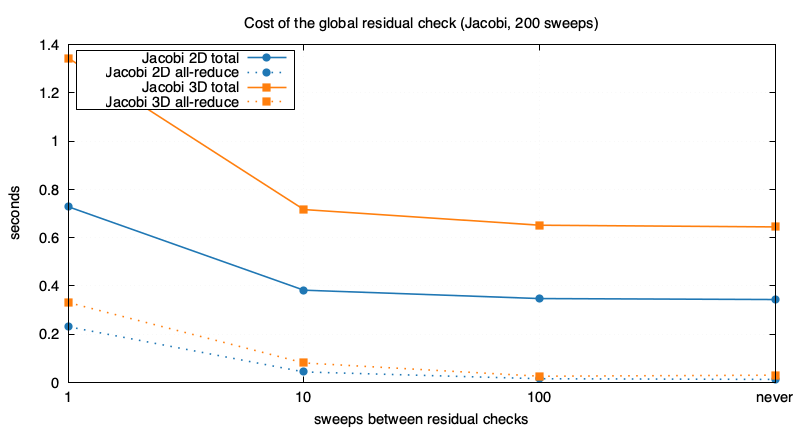 Cost of the global residual check (Jacobi, 200 sweeps)
1.4
1.2
1
0.8
0.6
0.4
0.2
0
seconds
Jacobi 2D total
Jacobi 2D all-reduce
Jacobi 3D total
Jacobi 3D all-reduce
1 10 100 never
sweeps between residual checks